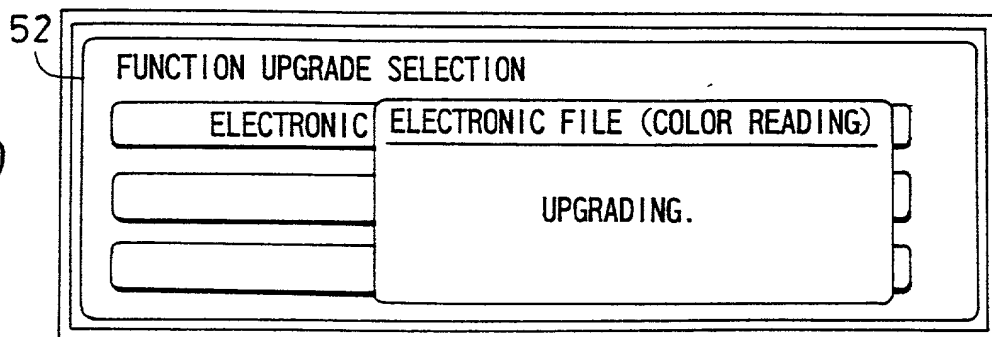 52
FUNCTION UPGRADE SELECTION
ELECTRONIC
ELECTRONIC FILE (COLOR READING)
UPGRADING.